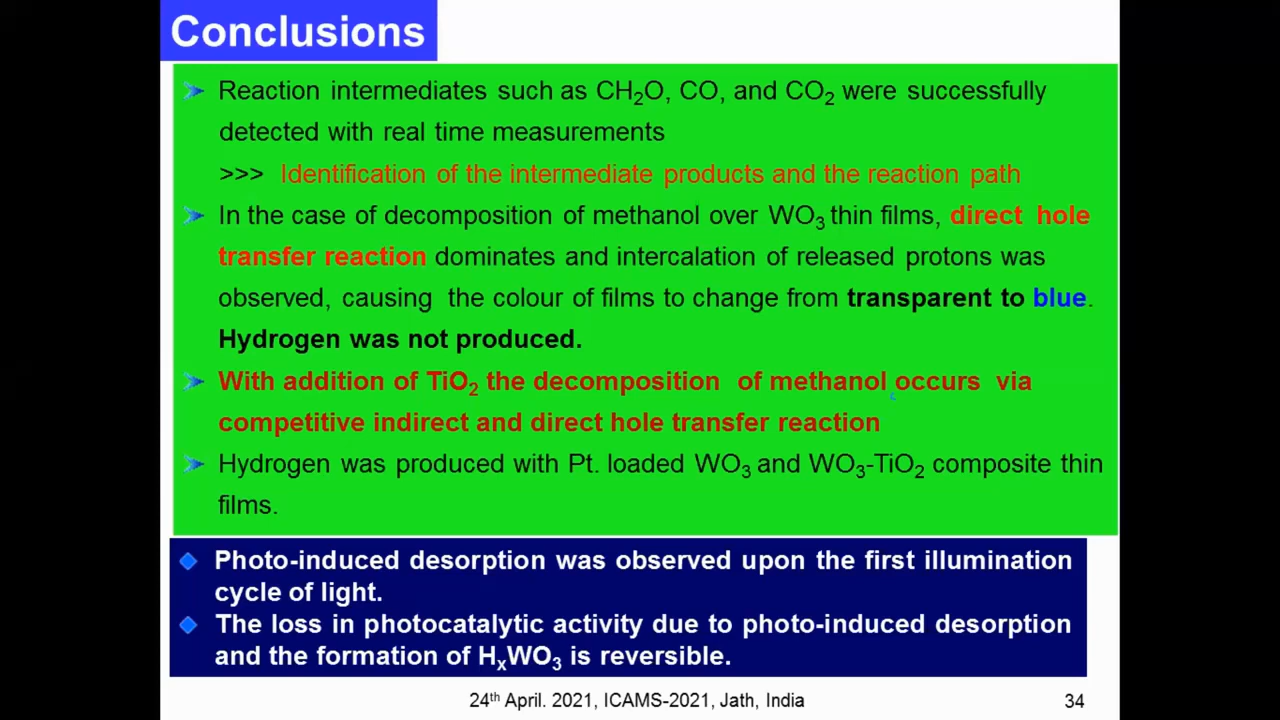 Conclusions
Reaction intermediates such as CH₂O, CO, and CO₂ were successfully
detected with real time measurements
>>> Identification of the intermediate products and the reaction path
In the case of decomposition of methanol over WO₃ thin films, direct hole
transfer reaction dominates and intercalation of released protons was
observed, causing the colour of films to change from transparent to blue.
Hydrogen was not produced.
With addition of TiO₂ the decomposition of methanol occurs via
competitive indirect and direct hole transfer reaction
Hydrogen was produced with Pt. loaded WO₃ and WO₃-TiO₂ composite thin
films.
Photo-induced desorption was observed upon the first illumination
cycle of light.
The loss in photocatalytic activity due to photo-induced desorption
and the formation of HₓWO₃ is reversible.
24th April. 2021, ICAMS-2021, Jath, India
34